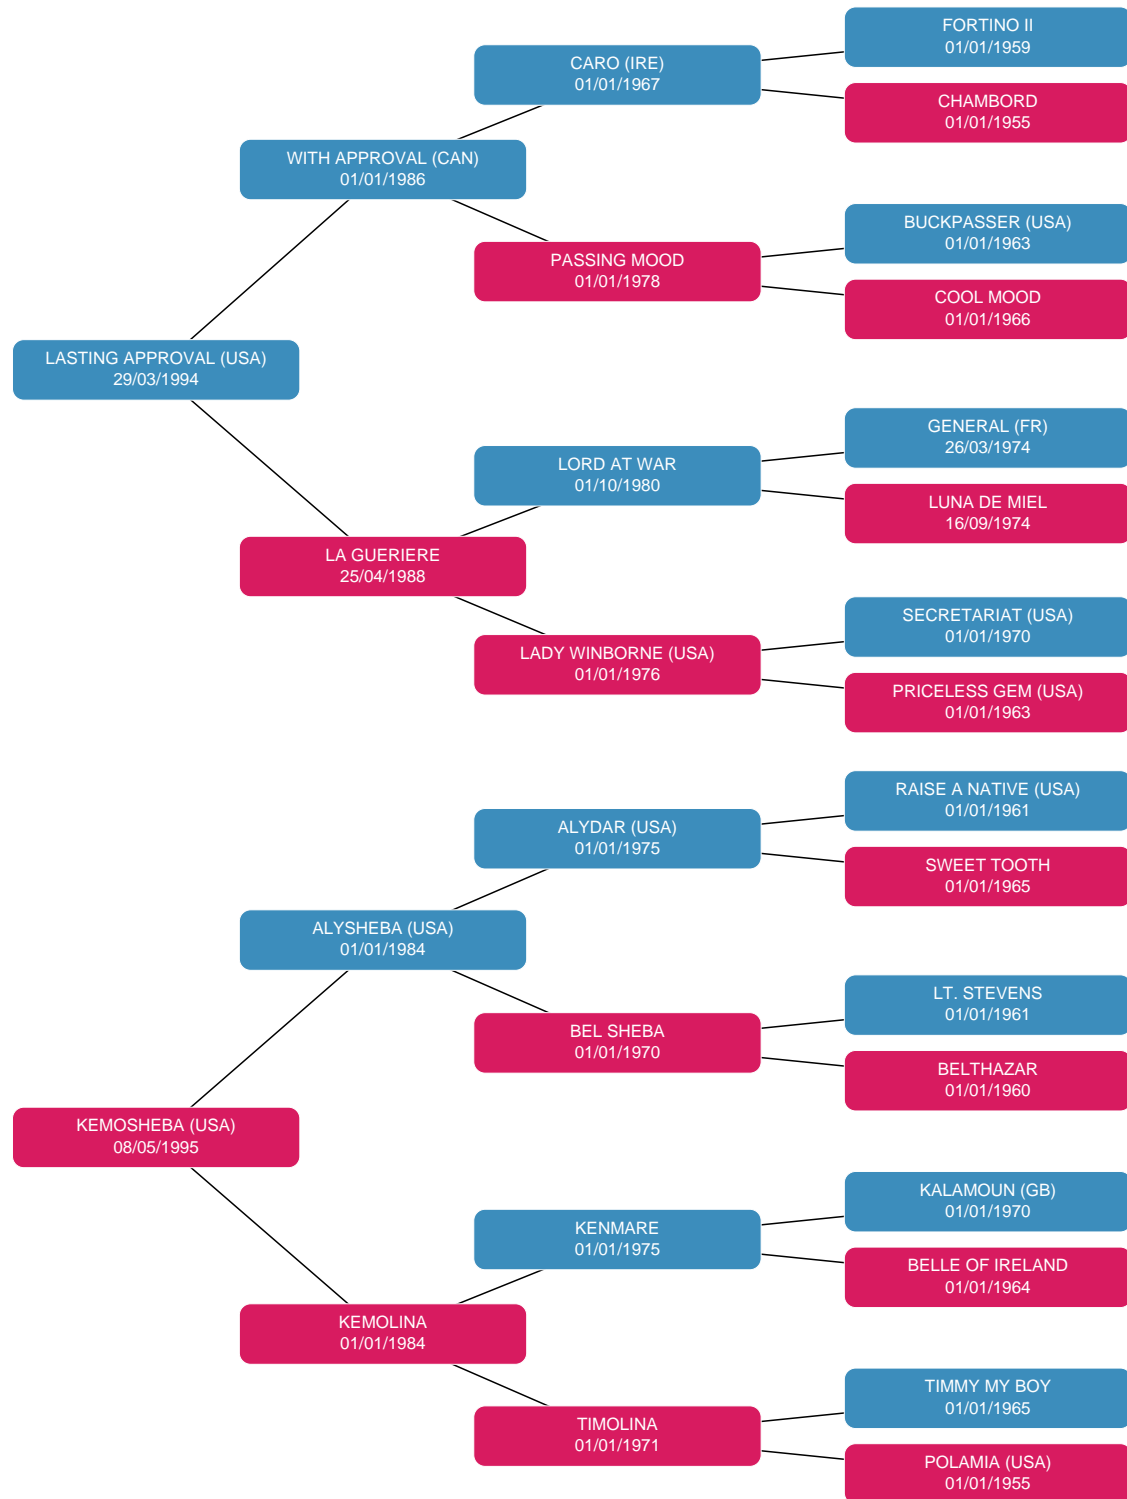 FORTINO II
01/01/1959
CARO (IRE)
01/01/1967
CHAMBORD
01/01/1955
WITH APPROVAL (CAN)
01/01/1986
BUCKPASSER (USA)
01/01/1963
PASSING MOOD
01/01/1978
COOL MOOD
01/01/1966
LASTING APPROVAL (USA)
29/03/1994
GENERAL (FR)
26/03/1974
LORD AT WAR
01/10/1980
LUNA DE MIEL
16/09/1974
LA GUERIERE
25/04/1988
SECRETARIAT (USA)
01/01/1970
LADY WINBORNE (USA)
01/01/1976
PRICELESS GEM (USA)
01/01/1963
RAISE A NATIVE (USA)
01/01/1961
ALYDAR (USA)
01/01/1975
SWEET TOOTH
01/01/1965
ALYSHEBA (USA)
01/01/1984
LT. STEVENS
01/01/1961
BEL SHEBA
01/01/1970
BELTHAZAR
01/01/1960
KEMOSHEBA (USA)
08/05/1995
KALAMOUN (GB)
01/01/1970
KENMARE
01/01/1975
BELLE OF IRELAND
01/01/1964
KEMOLINA
01/01/1984
TIMMY MY BOY
01/01/1965
TIMOLINA
01/01/1971
POLAMIA (USA)
01/01/1955